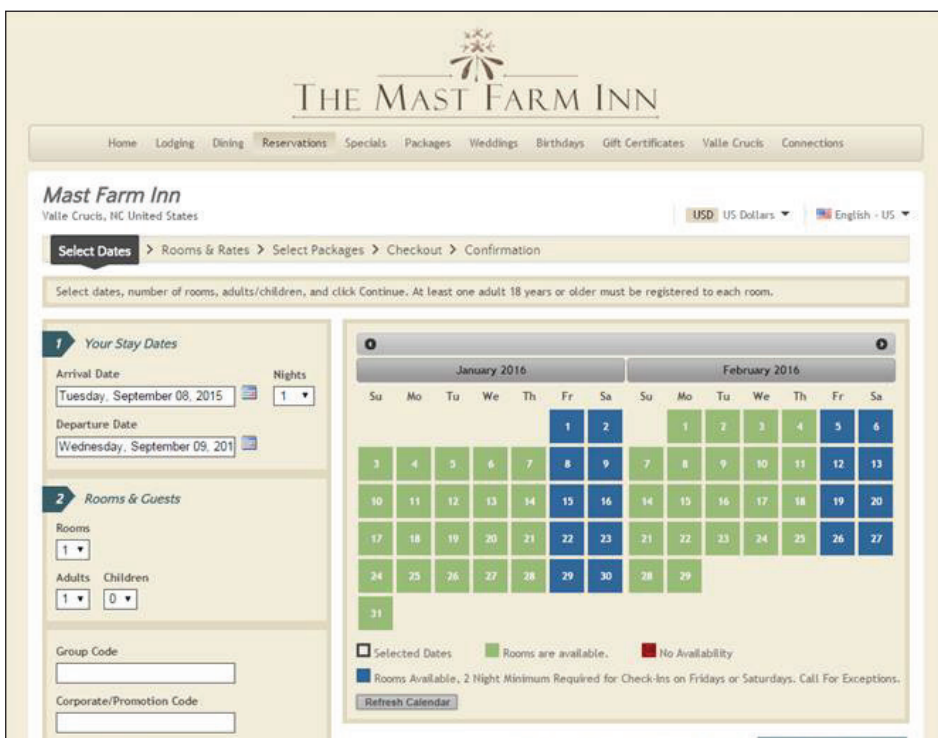 THE MAST FARM INN
Home Lodging Dining Reservations Specials Packages Weddings Birthdays Gift Certificates Valle Crucis Connections
Mast Farm Inn
Valle Crucis, NC United States
USD US Dollars English - US
Select Dates > Rooms & Rates > Select Packages > Checkout > Confirmation
Select dates, number of rooms, adults/children, and click Continue. At least one adult 18 years or older must be registered to each room.
1 Your Stay Dates
Arrival Date Nights
Tuesday, September 08, 2015 1
Departure Date
Wednesday, September 09, 201
2 Rooms & Guests
Rooms
1
Adults Children
1 0
Group Code
Corporate/Promotion Code
January 2016 February 2016
Su Mo Tu We Th Fr Sa Su Mo Tu We Th Fr Sa
1 2 1 2 3 4 5 6
3 4 5 6 7 8 9 7 8 9 10 11 12 13
10 11 12 13 14 15 16 14 15 16 17 18 19 20
17 18 19 20 21 22 23 21 22 23 24 25 26 27
24 25 26 27 28 29 30 28 29
31
Selected Dates Rooms are available. No Availability
Rooms Available, 2 Night Minimum Required for Check-Ins on Fridays or Saturdays. Call For Exceptions.
Refresh Calendar